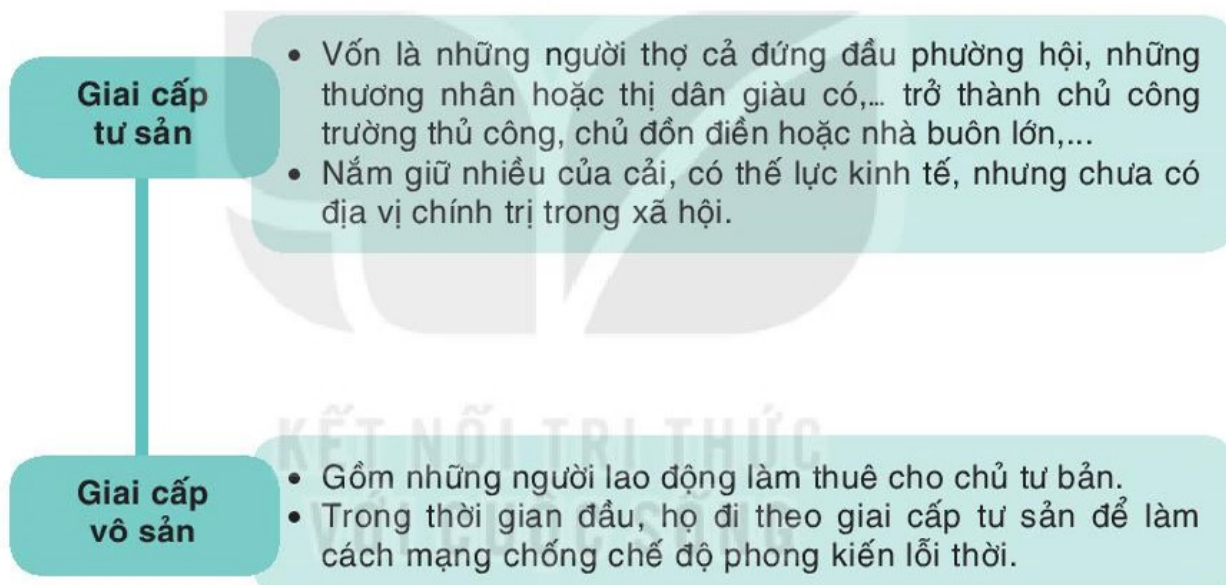 Giai cấp
tư sản
• Vốn là những người thợ cả đứng đầu phường hội, những
thương nhân hoặc thị dân giàu có,... trở thành chủ công
trường thủ công, chủ đồn điền hoặc nhà buôn lớn,...
• Nắm giữ nhiều của cải, có thế lực kinh tế, nhưng chưa có
địa vị chính trị trong xã hội.
KẾT NỐI TRI THỨC
VỚI CUỘC SỐNG
Giai cấp
vô sản
• Gồm những người lao động làm thuê cho chủ tư bản.
• Trong thời gian đầu, họ đi theo giai cấp tư sản để làm
cách mạng chống chế độ phong kiến lỗi thời.